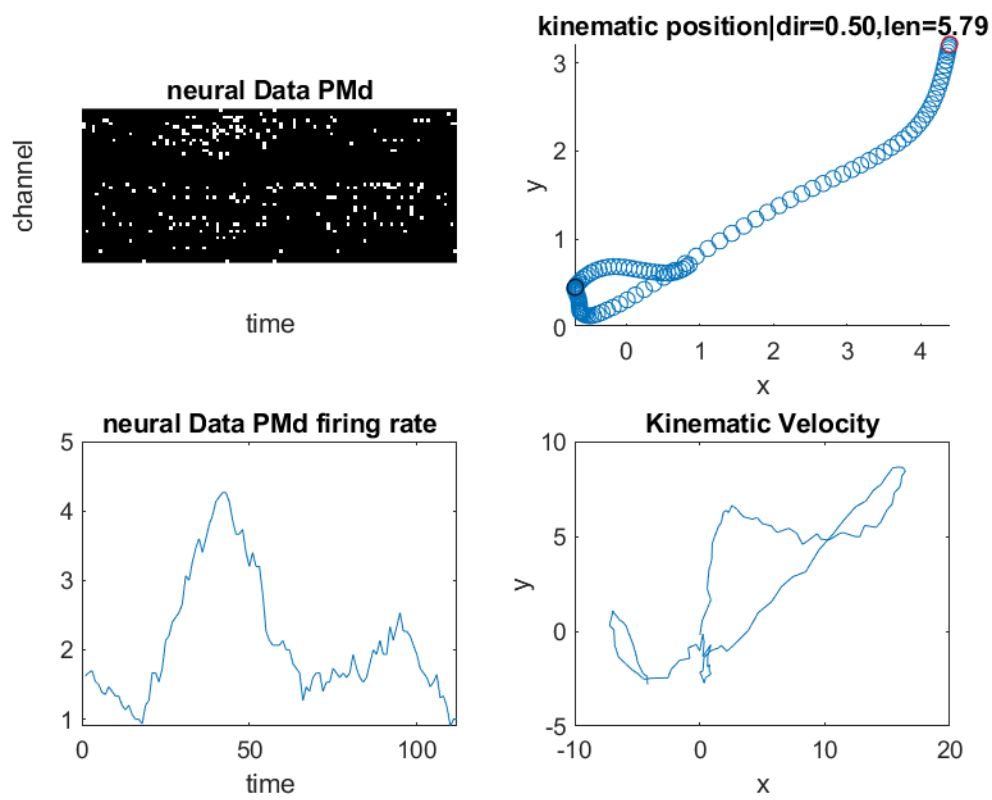 neural Data PMd
channel
time
kinematic position|dir=0.50,len=5.79
3
2
1
0
y
0
1
2
3
4
x
neural Data PMd firing rate
5
4
3
2
1
0
50
100
time
Kinematic Velocity
10
5
0
-5
y
-10
0
10
20
x